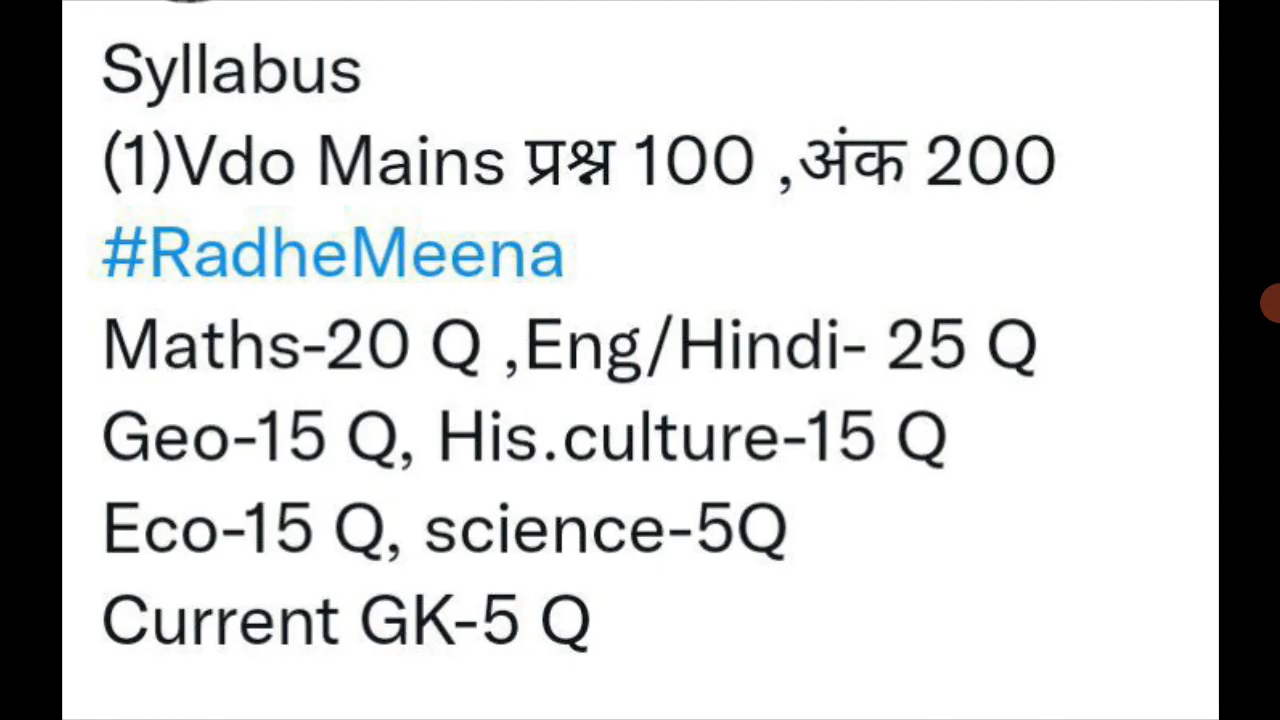 Syllabus
(1)Vdo Mains प्रश्न 100 ,अंक 200
#RadheMeena
Maths-20 Q ,Eng/Hindi- 25 Q
Geo-15 Q, His.culture-15 Q
Eco-15 Q, science-5Q
Current GK-5 Q